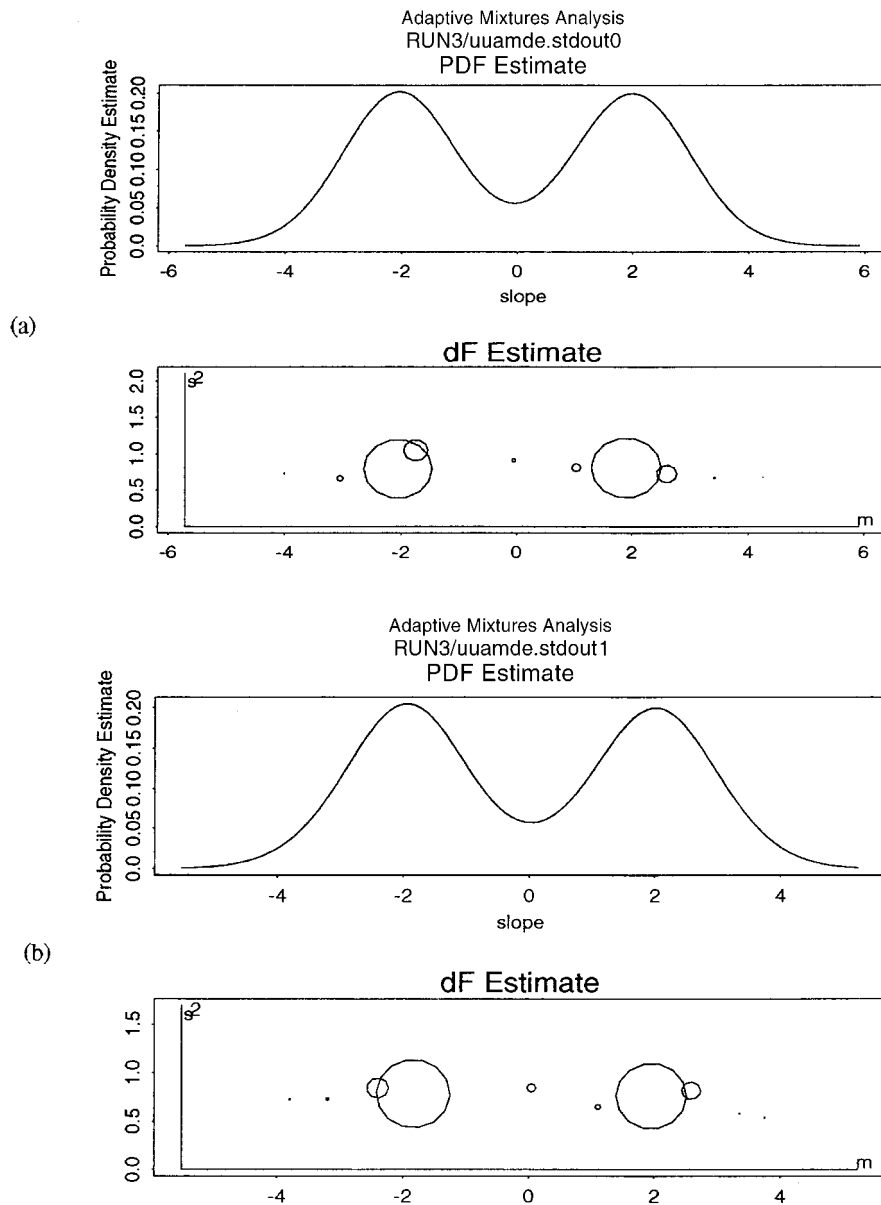 Adaptive Mixtures Analysis
RUN3/uuamde.stdout0
PDF Estimate
Probability Density Estimate
0.0 0.05 0.10 0.15 0.20
-6 -4 -2 0 2 4 6
slope
(a)
dF Estimate
s2
0.0 0.5 1.0 1.5 2.0
m
-6 -4 -2 0 2 4 6
Adaptive Mixtures Analysis
RUN3/uuamde.stdout1
PDF Estimate
Probability Density Estimate
0.0 0.05 0.10 0.15 0.20
-4 -2 0 2 4
slope
(b)
dF Estimate
s2
0.0 0.5 1.0 1.5
m
-4 -2 0 2 4